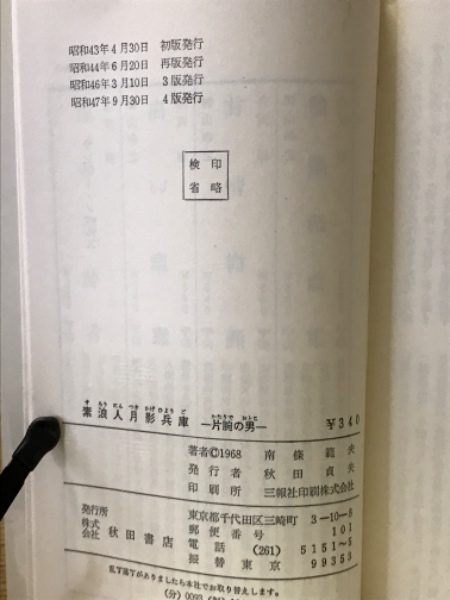 昭和43年4月30日 初版発行
昭和44年6月20日 再版発行
昭和46年3月10日 3版発行
昭和47年9月30日 4版発行
検印
省略
素浪人月影兵庫 ―片腕の男― ¥340
著者©1968 南條範夫
発行者 秋田貞夫
印刷所 三報社印刷株式会社
発行所 東京都千代田区三崎町 3―10―8
株式会社 秋田書店 郵便番号 101
電話 (261) 5151~5
振替東京 99353
乱丁落丁がありましたら本社でお取り替えします。
(分) 0093